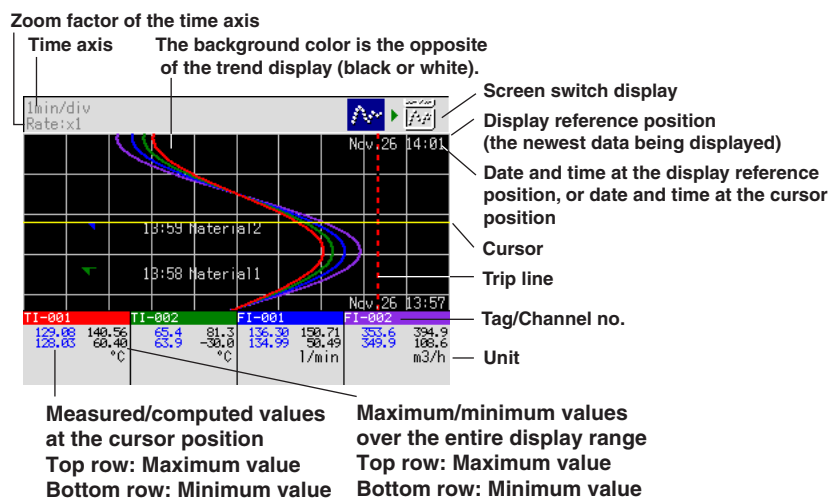 Zoom factor of the time axis
Time axis
The background color is the opposite
of the trend display (black or white).
1min/div
Rate:x1
Screen switch display
Display reference position
(the newest data being displayed)
Nov.26 14:01
Date and time at the display reference
position, or date and time at the cursor
position
13:59 Material2
Cursor
13:58 Material1
Trip line
Nov.26 13:57
TI-001 TI-002 FI-001 FI-002
Tag/Channel no.
129.08 140.56 65.4 81.3 136.30 150.71 353.6 394.9
128.03 60.40 63.9 -30.0 134.99 50.49 349.9 108.6
°C °C l/min m3/h
Unit
Measured/computed values
at the cursor position
Top row: Maximum value
Bottom row: Minimum value
Maximum/minimum values
over the entire display range
Top row: Maximum value
Bottom row: Minimum value